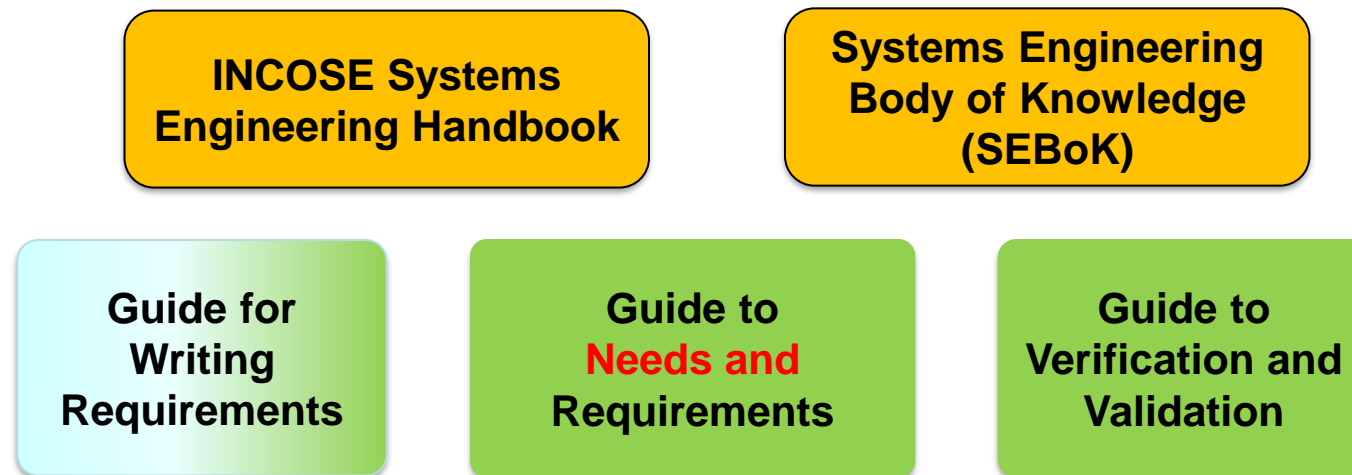 INCOSE Systems
Engineering Handbook
Systems Engineering
Body of Knowledge
(SEBoK)
Guide for
Writing
Requirements
Guide to
Needs and
Requirements
Guide to
Verification and
Validation